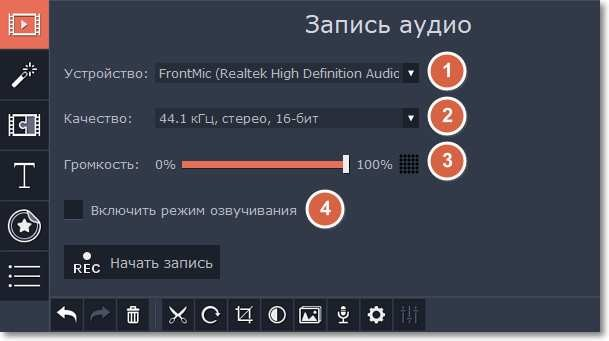 Запись аудио
Устройство: FrontMic (Realtek High Definition Audic 1
Качество: 44.1 кГц, стерео, 16-бит 2
Громкость: 0% 100% 3
Включить режим озвучивания 4
REC Начать запись